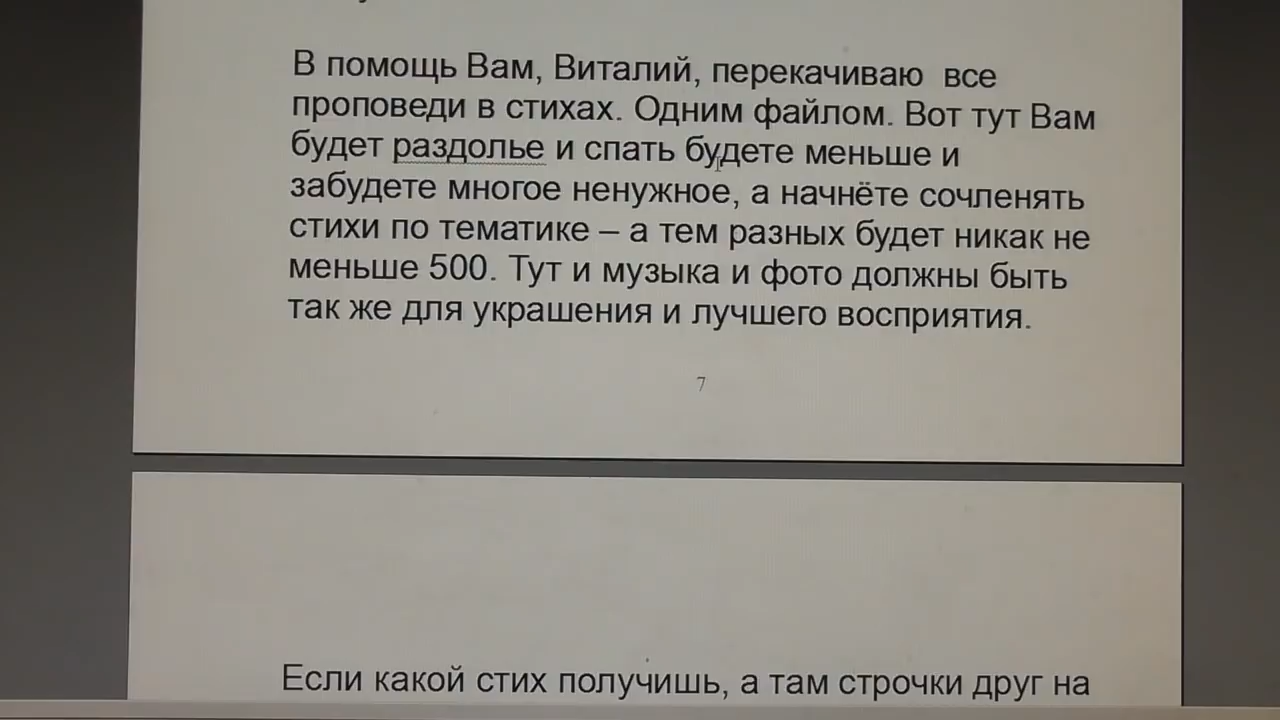 В помощь Вам, Виталий, перекачиваю  все
проповеди в стихах. Одним файлом. Вот тут Вам
будет раздолье и спать будете меньше и
забудете многое ненужное, а начнёте сочленять
стихи по тематике – а тем разных будет никак не
меньше 500. Тут и музыка и фото должны быть
так же для украшения и лучшего восприятия.
7
Если какой стих получишь, а там строчки друг на